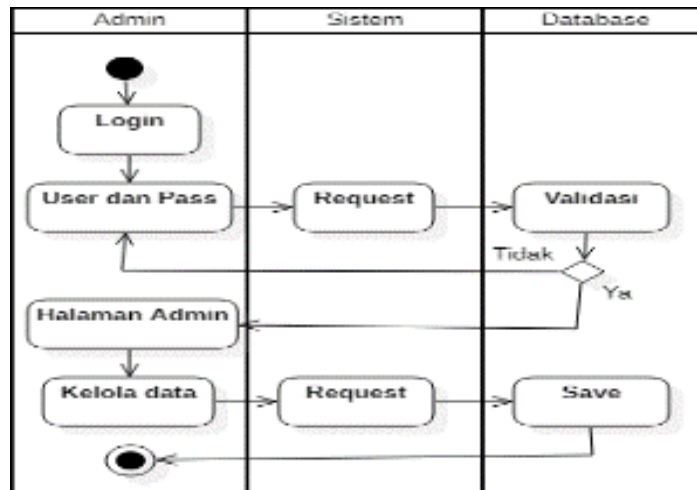 Admin Sistem Database
Login
User dan Pass Request Validasi
Tidak
Ya
Halaman Admin
Kelola data Request Save